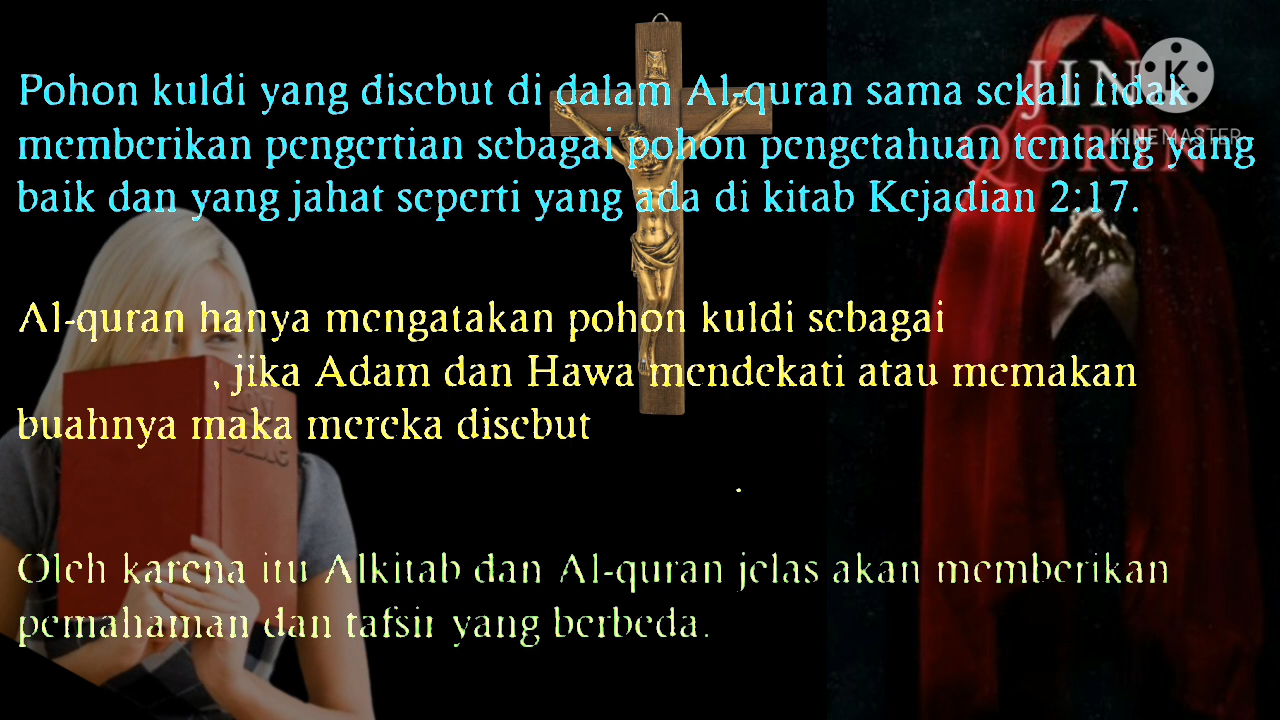 Pohon kuldi yang disebut di dalam Al-quran sama sekali tidak
memberikan pengertian sebagai pohon pengetahuan tentang yang
baik dan yang jahat seperti yang ada di kitab Kejadian 2:17.
Al-quran hanya mengatakan pohon kuldi sebagai
, jika Adam dan Hawa mendekati atau memakan
buahnya maka mereka disebut
.
Oleh karena itu Alkitab dan Al-quran jelas akan memberikan
pemahaman dan tafsir yang berbeda.
JIN
QOREN
KINEMASTER